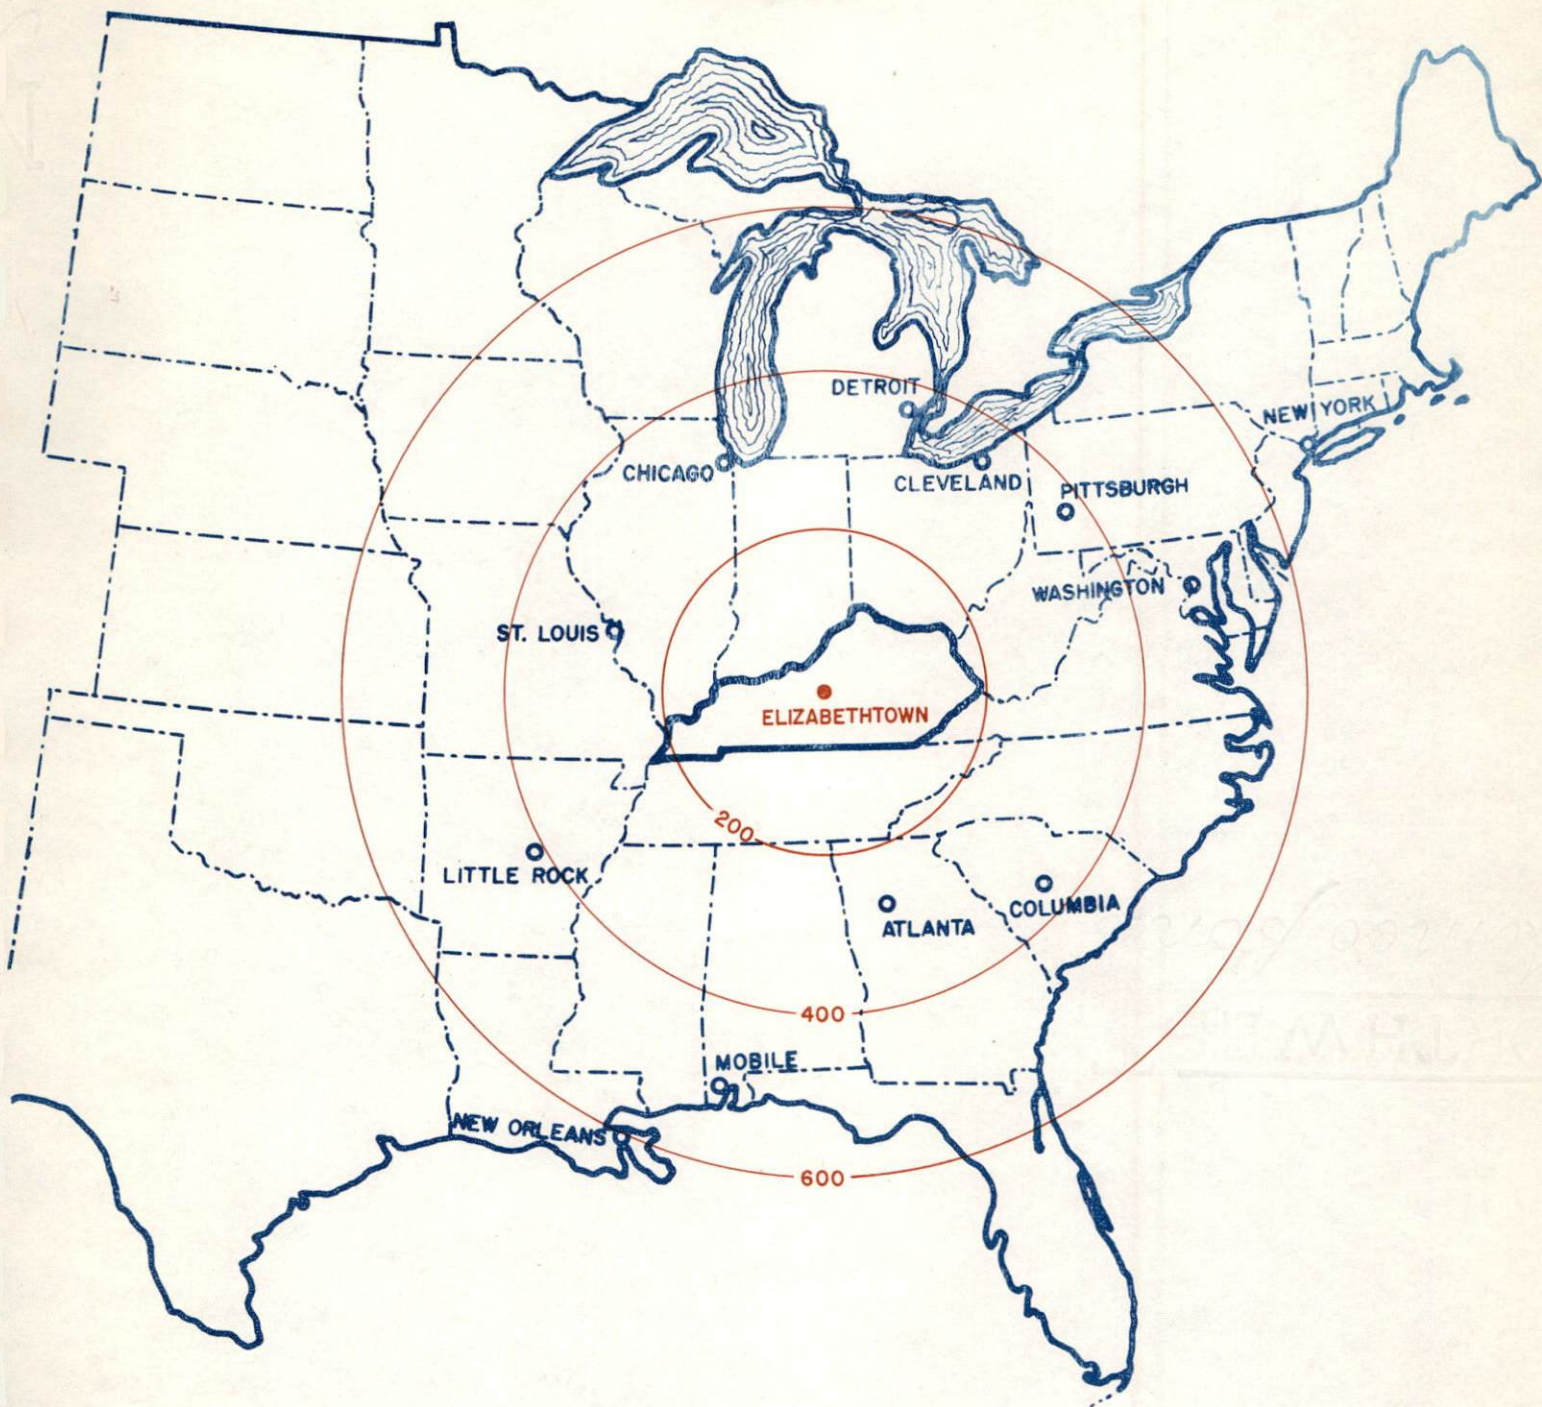 DETROIT
NEW YORK
CHICAGO
CLEVELAND
PITTSBURGH
WASHINGTON
ST. LOUIS
ELIZABETHTOWN
200
LITTLE ROCK
COLUMBIA
ATLANTA
400
MOBILE
NEW ORLEANS
600